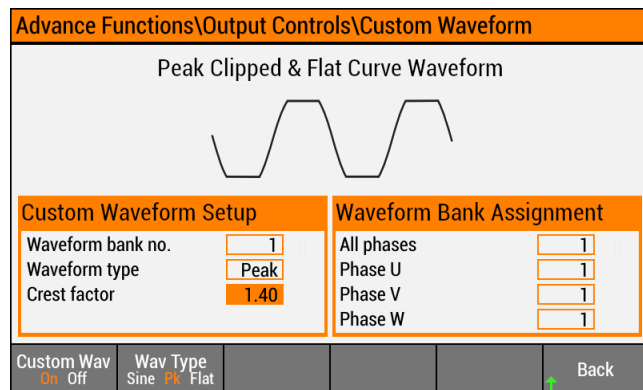 Advance Functions\Output Controls\Custom Waveform
Peak Clipped & Flat Curve Waveform
Custom Waveform Setup
Waveform bank no. 1
Waveform type Peak
Crest factor 1.40
Waveform Bank Assignment
All phases 1
Phase U 1
Phase V 1
Phase W 1
Custom Wav
On Off
Wav Type
Sine Pk Flat
Back